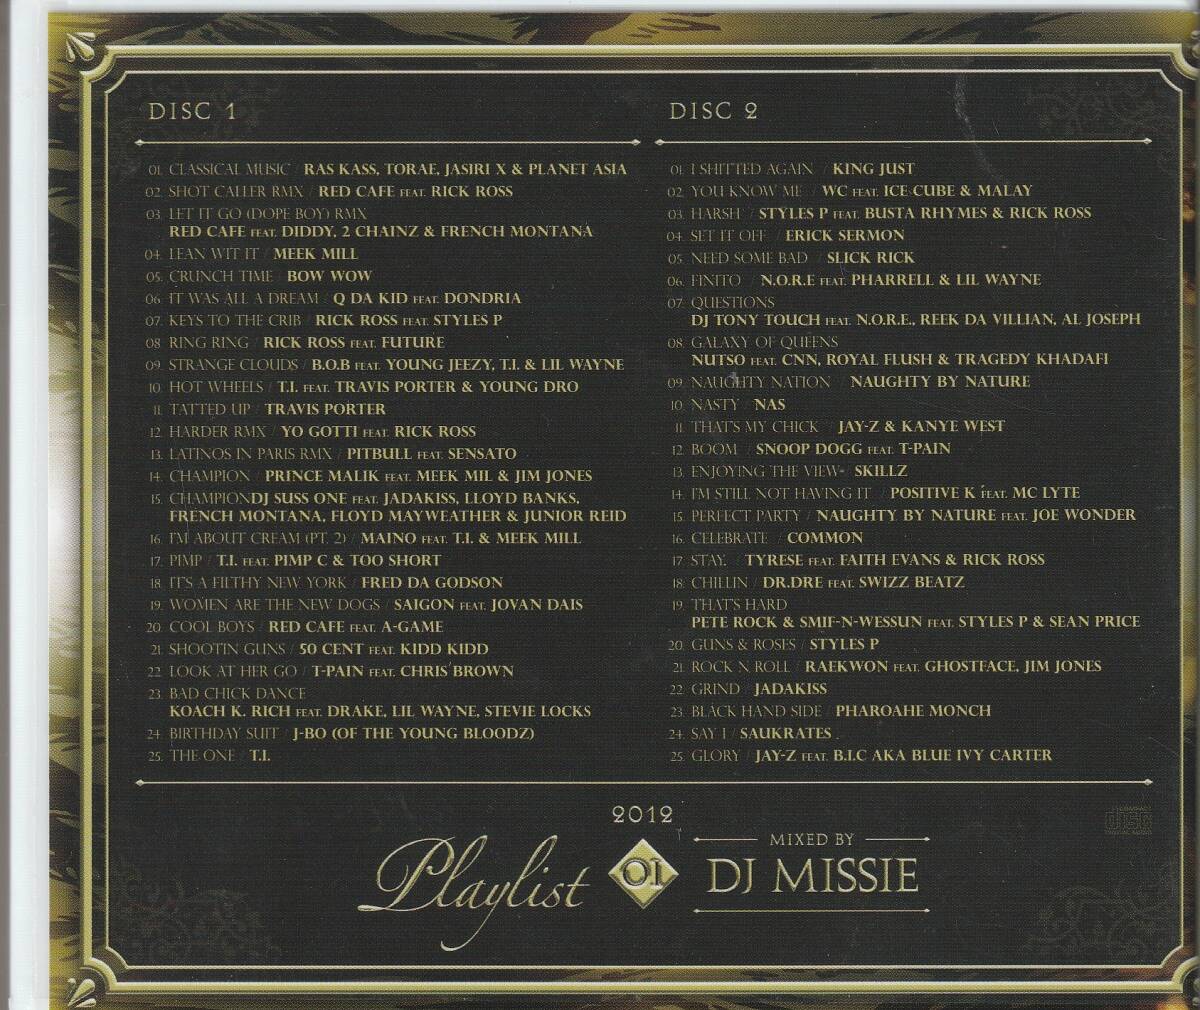 DISC 1
01. CLASSICAL MUSIC / RAS KASS, TORAE, JASIRI X & PLANET ASIA
02. SHOT CALLER RMX / RED CAFE FEAT. RICK ROSS
03. LET IT GO (DOPE BOY) RMX
RED CAFE FEAT. DIDDY, 2 CHAINZ & FRENCH MONTANA
04. LEAN WIT IT / MEEK MILL
05. CRUNCH TIME / BOW WOW
06. IT WAS ALL A DREAM / Q DA KID FEAT. DONDRIA
07. KEYS TO THE CRIB / RICK ROSS FEAT. STYLES P
08. RING RING / RICK ROSS FEAT. FUTURE
09. STRANGE CLOUDS / B.O.B FEAT. YOUNG JEEZY, T.I. & LIL WAYNE
10. HOT WHEELS / T.I. FEAT. TRAVIS PORTER & YOUNG DRO
11. TATTED UP / TRAVIS PORTER
12. HARDER RMX / YO GOTTI FEAT. RICK ROSS
13. LATINOS IN PARIS RMX / PITBULL FEAT. SENSATO
14. CHAMPION / PRINCE MALIK FEAT. MEEK MIL & JIM JONES
15. CHAMPIONDJ SUSS ONE FEAT. JADAKISS, LLOYD BANKS,
FRENCH MONTANA, FLOYD MAYWEATHER & JUNIOR REID
16. I'M ABOUT CREAM (PT. 2) / MAINO FEAT. T.I. & MEEK MILL
17. PIMP / T.I. FEAT. PIMP C & TOO SHORT
18. IT'S A FILTHY NEW YORK / FRED DA GODSON
19. WOMEN ARE THE NEW DOGS / SAIGON FEAT. JOVAN DAIS
20. COOL BOYS / RED CAFE FEAT. A-GAME
21. SHOOTIN GUNS / 50 CENT FEAT. KIDD KIDD
22. LOOK AT HER GO / T-PAIN FEAT. CHRIS BROWN
23. BAD CHICK DANCE
KOACH K. RICH FEAT. DRAKE, LIL WAYNE, STEVIE LOCKS
24. BIRTHDAY SUIT / J-BO (OF THE YOUNG BLOODZ)
25. THE ONE / T.I.
DISC 2
01. I SHITTED AGAIN / KING JUST
02. YOU KNOW ME / WC FEAT. ICE CUBE & MALAY
03. HARSH / STYLES P FEAT. BUSTA RHYMES & RICK ROSS
04. SET IT OFF / ERICK SERMON
05. NEED SOME BAD / SLICK RICK
06. FINITO / N.O.R.E FEAT. PHARRELL & LIL WAYNE
07. QUESTIONS
DJ TONY TOUCH FEAT. N.O.R.E., REEK DA VILLIAN, AL JOSEPH
08. GALAXY OF QUEENS
NUTSO FEAT. CNN, ROYAL FLUSH & TRAGEDY KHADAFI
09. NAUGHTY NATION / NAUGHTY BY NATURE
10. NASTY / NAS
11. THAT'S MY CHICK / JAY-Z & KANYE WEST
12. BOOM / SNOOP DOGG FEAT. T-PAIN
13. ENJOYING THE VIEW / SKILLZ
14. I'M STILL NOT HAVING IT / POSITIVE K FEAT. MC LYTE
15. PERFECT PARTY / NAUGHTY BY NATURE FEAT. JOE WONDER
16. CELEBRATE / COMMON
17. STAY. / TYRESE FEAT. FAITH EVANS & RICK ROSS
18. CHILLIN / DR.DRE FEAT. SWIZZ BEATZ
19. THAT'S HARD
PETE ROCK & SMIF-N-WESSUN FEAT. STYLES P & SEAN PRICE
20. GUNS & ROSES / STYLES P
21. ROCK N ROLL / RAEKWON FEAT. GHOSTFACE, JIM JONES
22. GRIND / JADAKISS
23. BLACK HAND SIDE / PHAROAHE MONCH
24. SAY I / SAUKRATES
25. GLORY / JAY-Z FEAT. B.I.C AKA BLUE IVY CARTER
2012
Playlist 01
MIXED BY
DJ MISSIE
COMPACT
disc
DIGITAL AUDIO